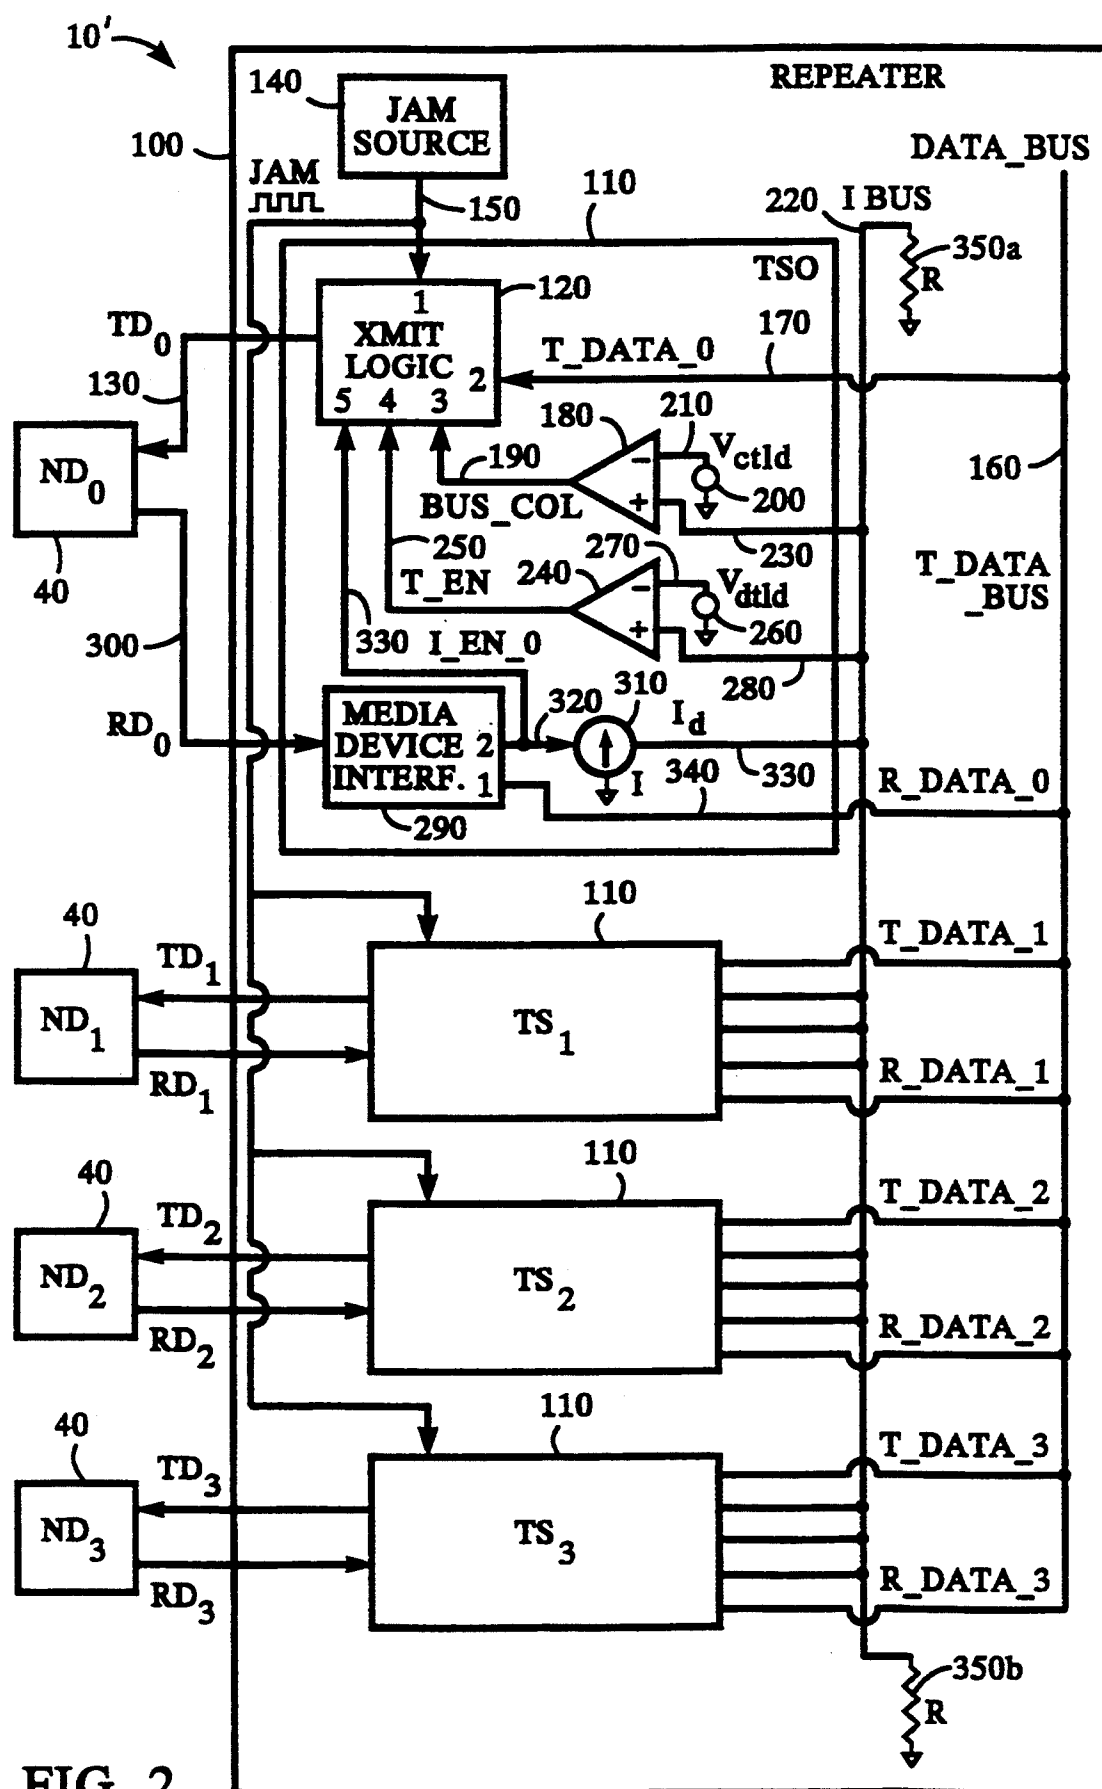 10'
REPEATER
140
JAM
SOURCE
100
DATA_BUS
JAM
150
110
220
I BUS
350a
R
TSO
120
1
XMIT
LOGIC
2
5 4 3
TD0
T_DATA_0
170
130
ND0
40
180
210
Vctld
200
190
BUS_COL
230
160
250
T_EN
240
270
Vdtld
260
T_DATA
_BUS
300
330
I_EN_0
280
310
Id
RD0
MEDIA
DEVICE 2
INTERF. 1
320
I
330
340
R_DATA_0
290
110
40
TD1
T_DATA_1
ND1
TS1
RD1
R_DATA_1
110
40
TD2
T_DATA_2
ND2
TS2
RD2
R_DATA_2
110
40
TD3
T_DATA_3
ND3
TS3
RD3
R_DATA_3
350b
R
FIG. 2